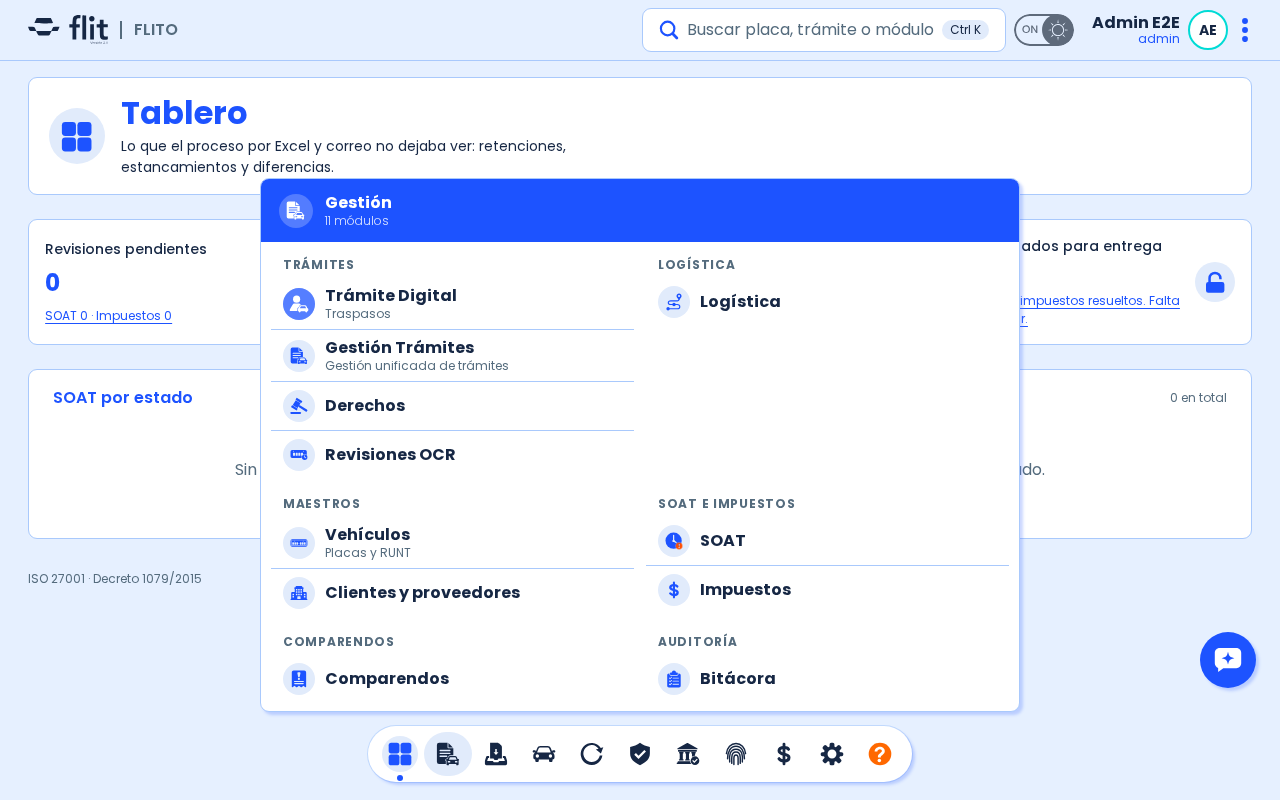 flit
FLITO
Buscar placa, trámite o módulo
Ctrl K
ON
Admin E2E
admin
AE
Tablero
Lo que el proceso por Excel y correo no dejaba ver: retenciones,
estancamientos y diferencias.
Revisiones pendientes
0
SOAT 0 · Impuestos 0
ados para entrega
impuestos resueltos. Falta
r.
Gestión
11 módulos
TRÁMITES
Trámite Digital
Traspasos
Gestión Trámites
Gestión unificada de trámites
Derechos
Revisiones OCR
LOGÍSTICA
Logística
MAESTROS
Vehículos
Placas y RUNT
Clientes y proveedores
SOAT E IMPUESTOS
SOAT
Impuestos
COMPARENDOS
Comparendos
AUDITORÍA
Bitácora
SOAT por estado
0 en total
Sin
ado.
ISO 27001 · Decreto 1079/2015